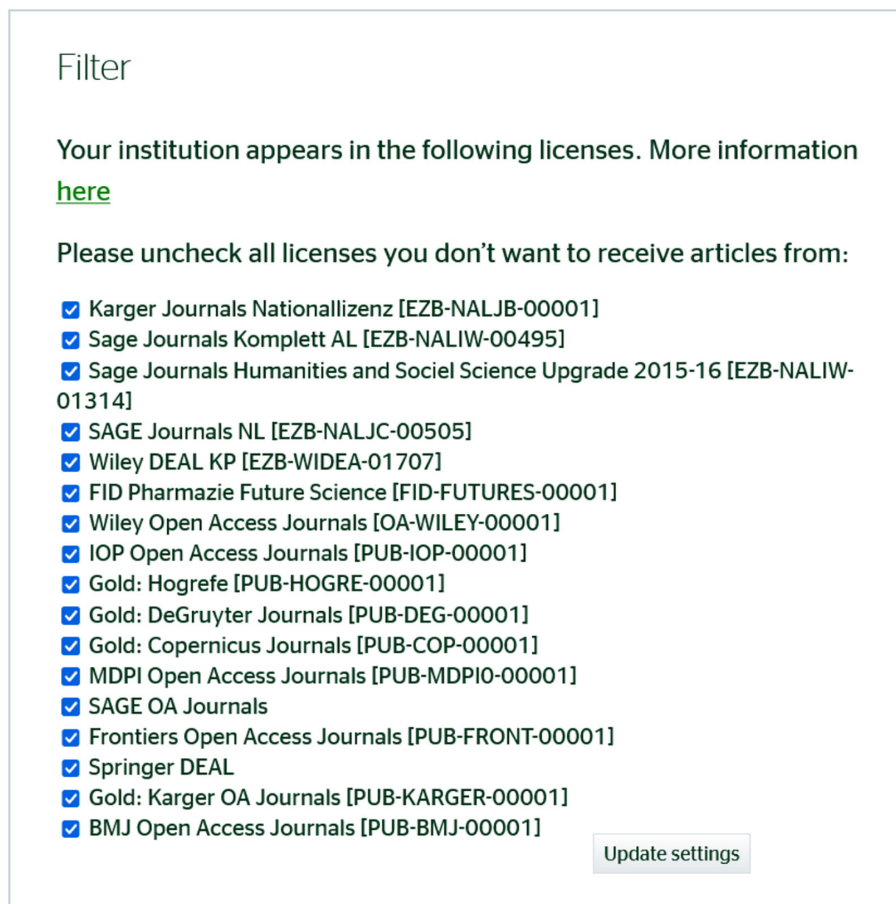 Filter
Your institution appears in the following licenses. More information
here
Please uncheck all licenses you don't want to receive articles from:
Karger Journals Nationallizenz [EZB-NALJB-00001]
Sage Journals Komplett AL [EZB-NALIW-00495]
Sage Journals Humanities and Sociel Science Upgrade 2015-16 [EZB-NALIW-
01314]
SAGE Journals NL [EZB-NALJC-00505]
Wiley DEAL KP [EZB-WIDEA-01707]
FID Pharmazie Future Science [FID-FUTURES-00001]
Wiley Open Access Journals [OA-WILEY-00001]
IOP Open Access Journals [PUB-IOP-00001]
Gold: Hogrefe [PUB-HOGRE-00001]
Gold: DeGruyter Journals [PUB-DEG-00001]
Gold: Copernicus Journals [PUB-COP-00001]
MDPI Open Access Journals [PUB-MDPI0-00001]
SAGE OA Journals
Frontiers Open Access Journals [PUB-FRONT-00001]
Springer DEAL
Gold: Karger OA Journals [PUB-KARGER-00001]
BMJ Open Access Journals [PUB-BMJ-00001]
Update settings